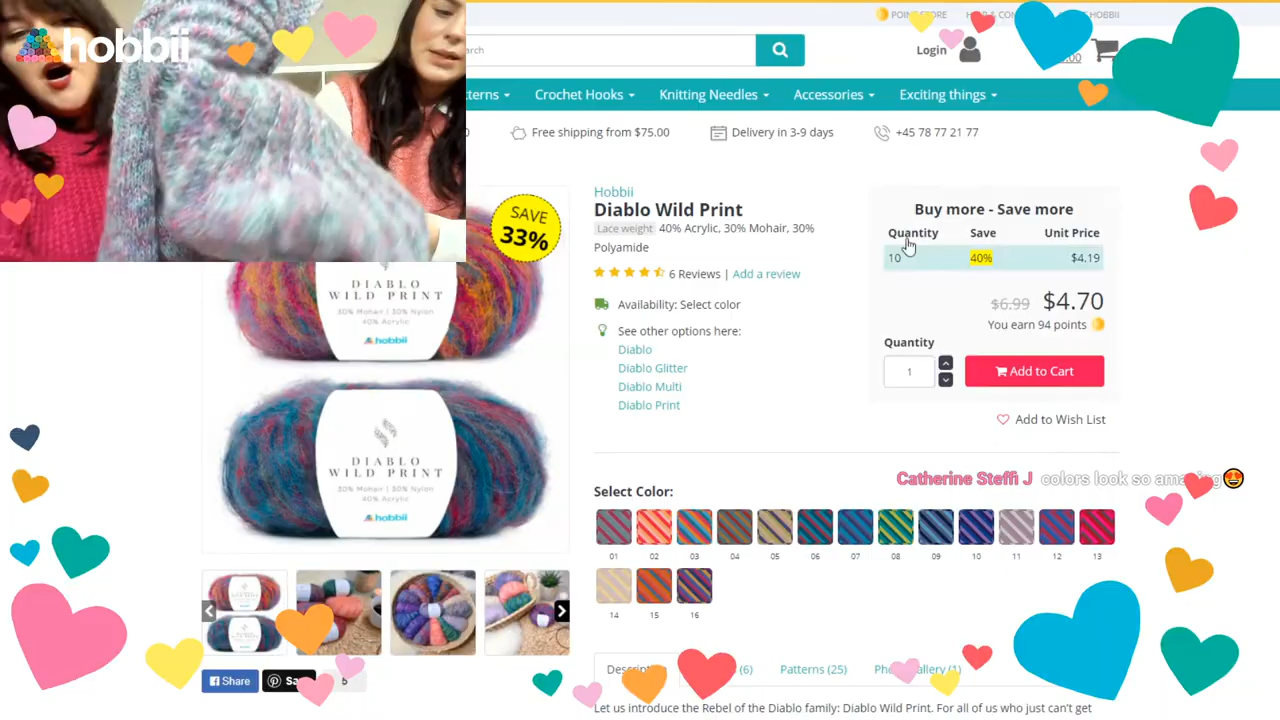 hobbii
POINT STORE
Login
Crochet Hooks
Knitting Needles
Accessories
Exciting things
Free shipping from $75.00
Delivery in 3-9 days
+45 78 77 21 77
SAVE
33%
DIABLO
WILD PRINT
30% Mohair | 30% Nylon
40% Acrylic
hobbii
DIABLO
WILD PRINT
30% Mohair | 30% Nylon
40% Acrylic
hobbii
Share
Hobbii
Diablo Wild Print
Lace weight 40% Acrylic, 30% Mohair, 30%
Polyamide
6 Reviews | Add a review
Availability: Select color
See other options here:
Diablo
Diablo Glitter
Diablo Multi
Diablo Print
Buy more - Save more
Quantity Save Unit Price
10 40% $4.19
$6.99 $4.70
You earn 94 points
Quantity
1 Add to Cart
Add to Wish List
Catherine Steffi J colors look so amazing
Select Color:
01 02 03 04 05 06 07 08 09 10 11 12 13
14 15 16
(6) Patterns (25)
Let us introduce the Rebel of the Diablo family: Diablo Wild Print. For all of us who just can't get